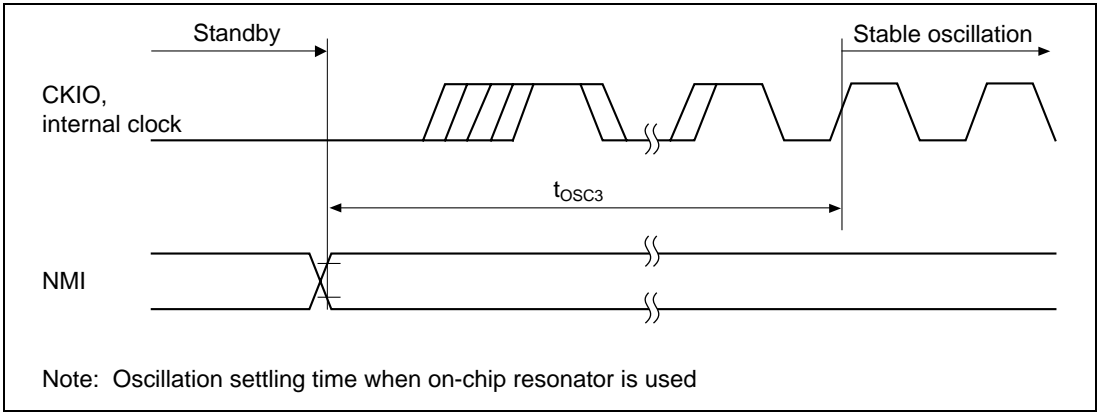 Standby
Stable oscillation
CKIO,
internal clock
tOSC3
NMI
Note: Oscillation settling time when on-chip resonator is used